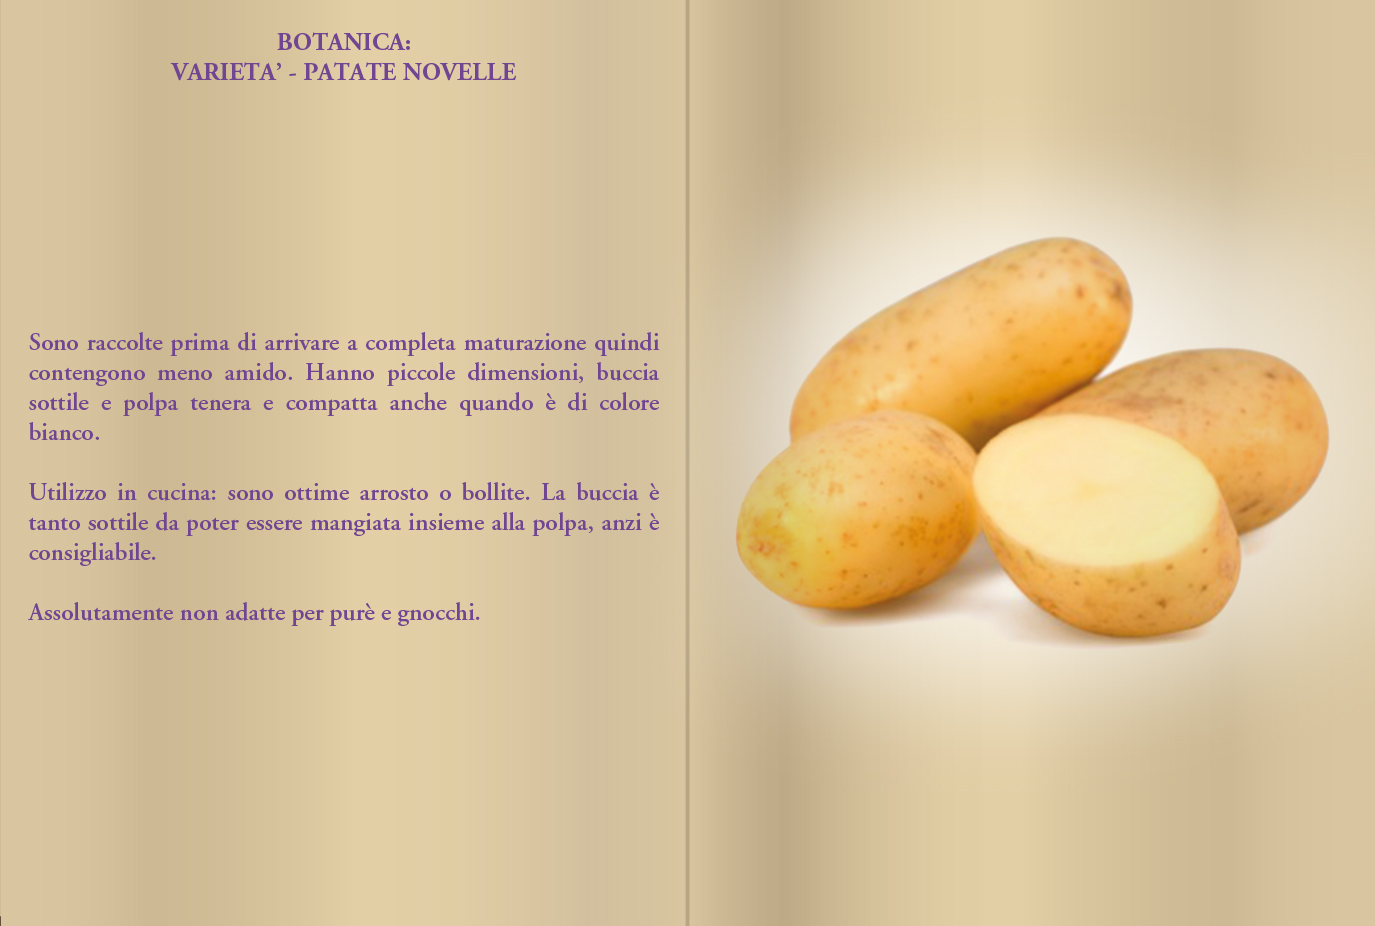 BOTANICA:
VARIETA’ - PATATE NOVELLE
Sono raccolte prima di arrivare a completa maturazione quindi
contengono meno amido. Hanno piccole dimensioni, buccia
sottile e polpa tenera e compatta anche quando è di colore
bianco.
Utilizzo in cucina: sono ottime arrosto o bollite. La buccia è
tanto sottile da poter essere mangiata insieme alla polpa, anzi è
consigliabile.
Assolutamente non adatte per purè e gnocchi.